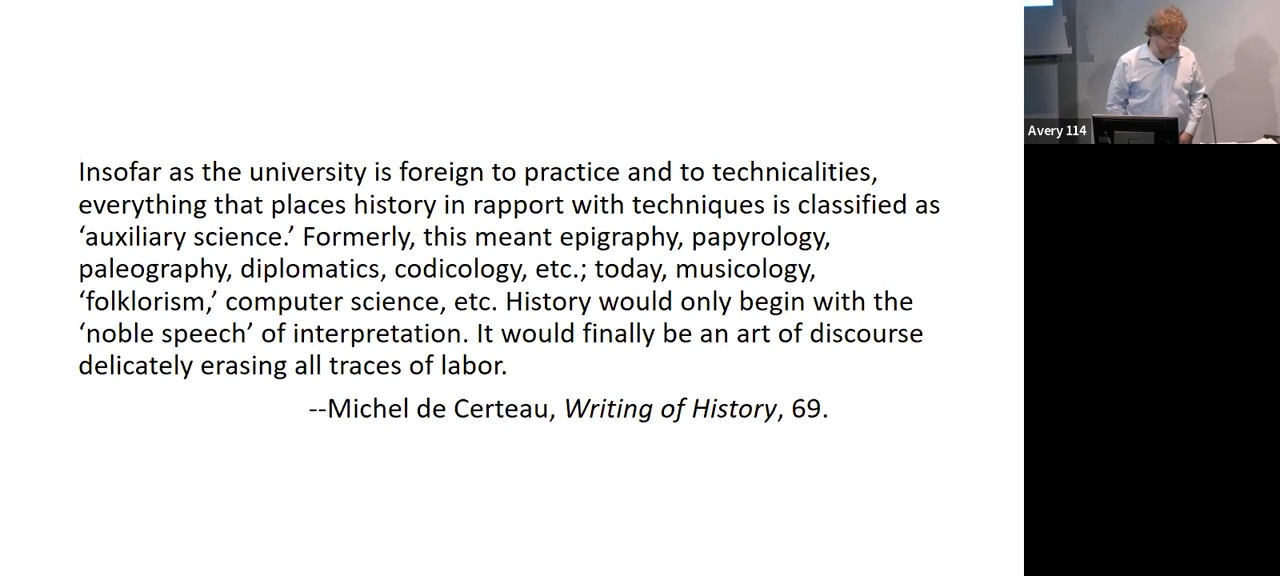 Insofar as the university is foreign to practice and to technicalities,
everything that places history in rapport with techniques is classified as
‘auxiliary science.’ Formerly, this meant epigraphy, papyrology,
paleography, diplomatics, codicology, etc.; today, musicology,
‘folklorism,’ computer science, etc. History would only begin with the
‘noble speech’ of interpretation. It would finally be an art of discourse
delicately erasing all traces of labor.
--Michel de Certeau, Writing of History, 69.
Avery 114